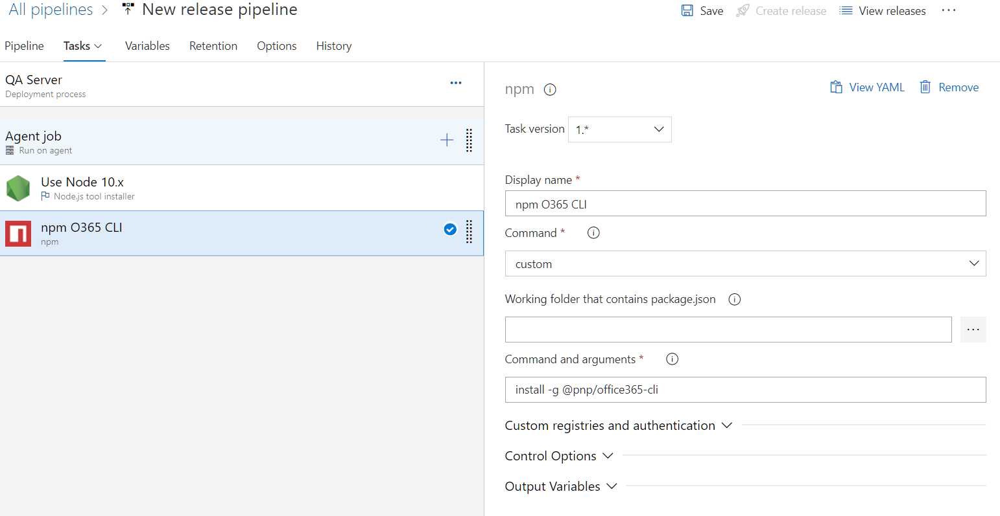 All pipelines > New release pipeline
Save Create release View releases ...
Pipeline Tasks Variables Retention Options History
QA Server
Deployment process
Agent job
Run on agent
Use Node 10.x
Node.js tool installer
npm O365 CLI
npm
npm
View YAML Remove
Task version 1.*
Display name *
npm O365 CLI
Command *
custom
Working folder that contains package.json
...
Command and arguments *
install -g @pnp/office365-cli
Custom registries and authentication
Control Options
Output Variables